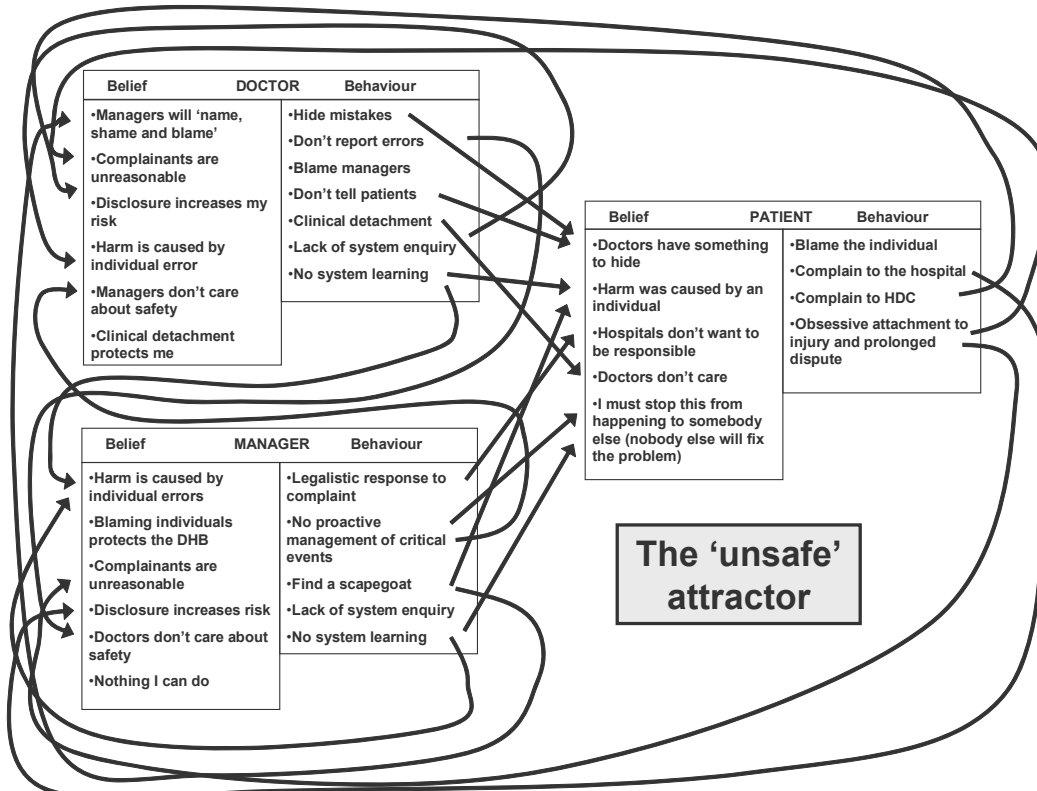 Belief DOCTOR Behaviour
•Managers will ‘name,
shame and blame’
•Complainants are
unreasonable
•Disclosure increases my
risk
•Harm is caused by
individual error
•Managers don’t care
about safety
•Clinical detachment
protects me
•Hide mistakes
•Don’t report errors
•Blame managers
•Don’t tell patients
•Clinical detachment
•Lack of system enquiry
•No system learning
Belief PATIENT Behaviour
•Doctors have something
to hide
•Harm was caused by an
individual
•Hospitals don’t want to
be responsible
•Doctors don’t care
•I must stop this from
happening to somebody
else (nobody else will fix
the problem)
•Blame the individual
•Complain to the hospital
•Complain to HDC
•Obsessive attachment to
injury and prolonged
dispute
Belief MANAGER Behaviour
•Harm is caused by
individual errors
•Blaming individuals
protects the DHB
•Complainants are
unreasonable
•Disclosure increases risk
•Doctors don’t care about
safety
•Nothing I can do
•Legalistic response to
complaint
•No proactive
management of critical
events
•Find a scapegoat
•Lack of system enquiry
•No system learning
The ‘unsafe’
attractor